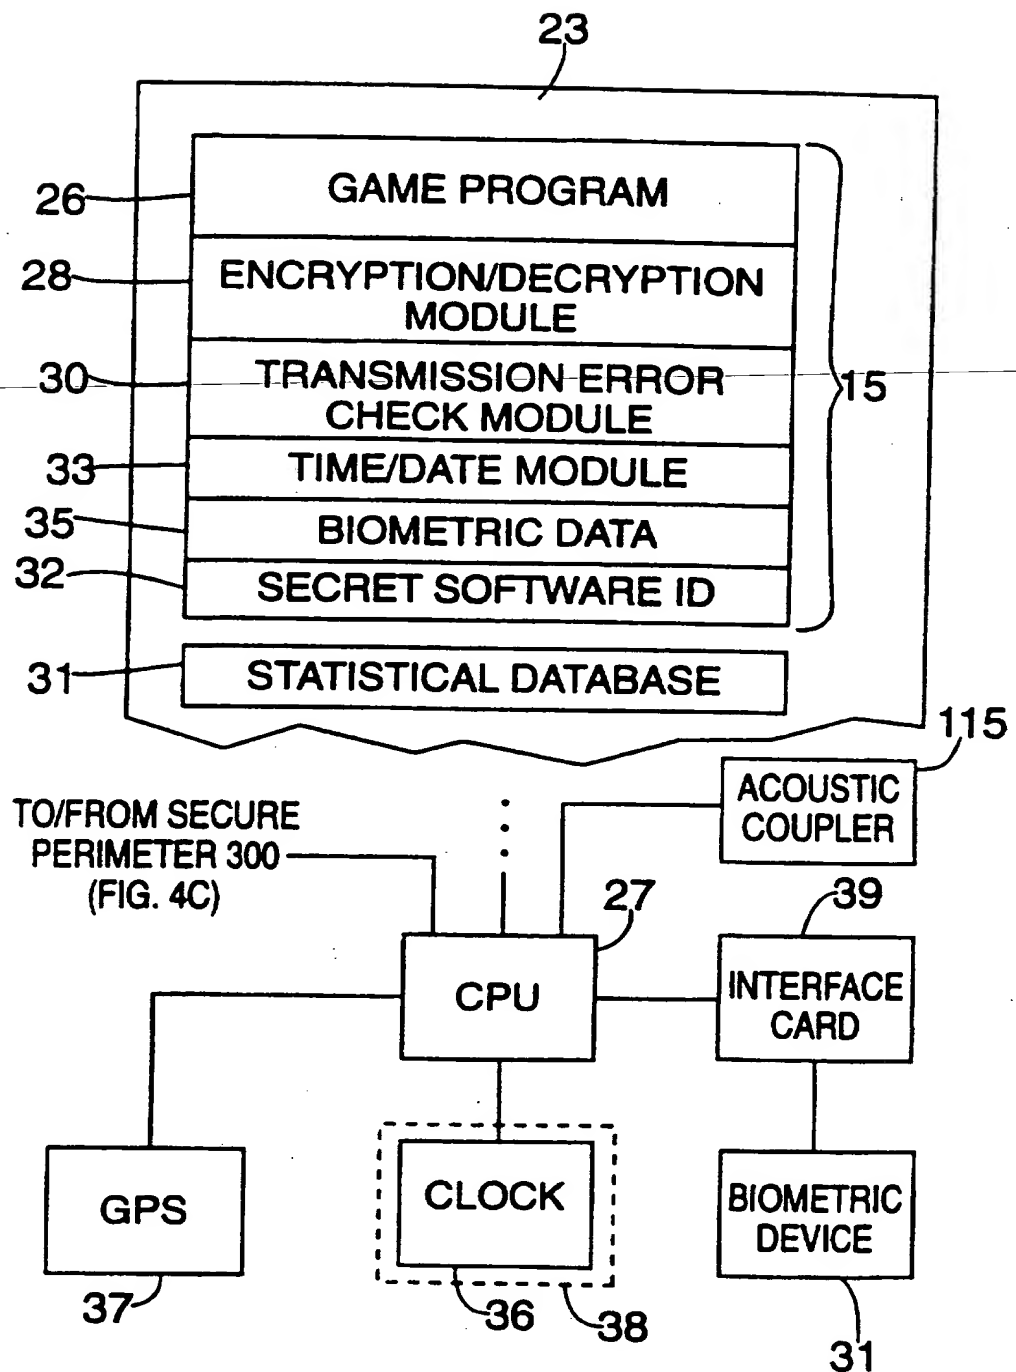 23
26
GAME PROGRAM
28
ENCRYPTION/DECRYPTION
MODULE
30
TRANSMISSION ERROR
CHECK MODULE
15
33
TIME/DATE MODULE
35
BIOMETRIC DATA
32
SECRET SOFTWARE ID
31
STATISTICAL DATABASE
115
ACOUSTIC
COUPLER
TO/FROM SECURE
PERIMETER 300
(FIG. 4C)
27
39
CPU
INTERFACE
CARD
GPS
CLOCK
BIOMETRIC
DEVICE
37
36
38
31